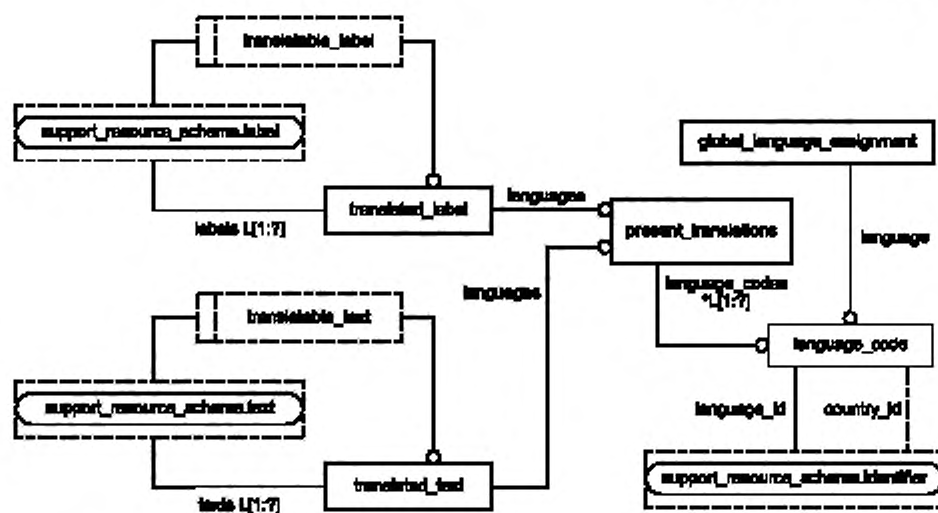 translatable_label
support_resource_schema.label
global_language_assignment
translated_label
languages
labels L[1:?]
present_translations
language
languages
language_codes
*L[1:?]
translatable_text
language_code
support_resource_schema.text
language_id
country_id
translated_text
support_resource_schema.identifier
texts L[1:?]